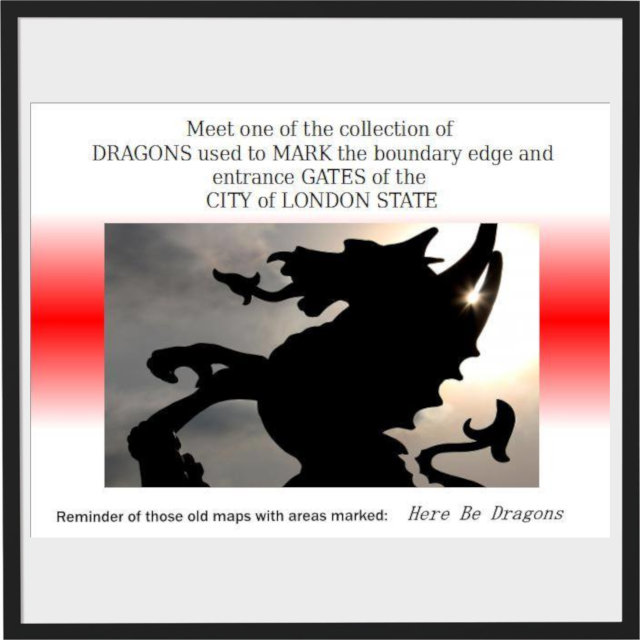 Meet one of the collection of
DRAGONS used to MARK the boundary edge and
entrance GATES of the
CITY of LONDON STATE
Reminder of those old maps with areas marked: Here Be Dragons